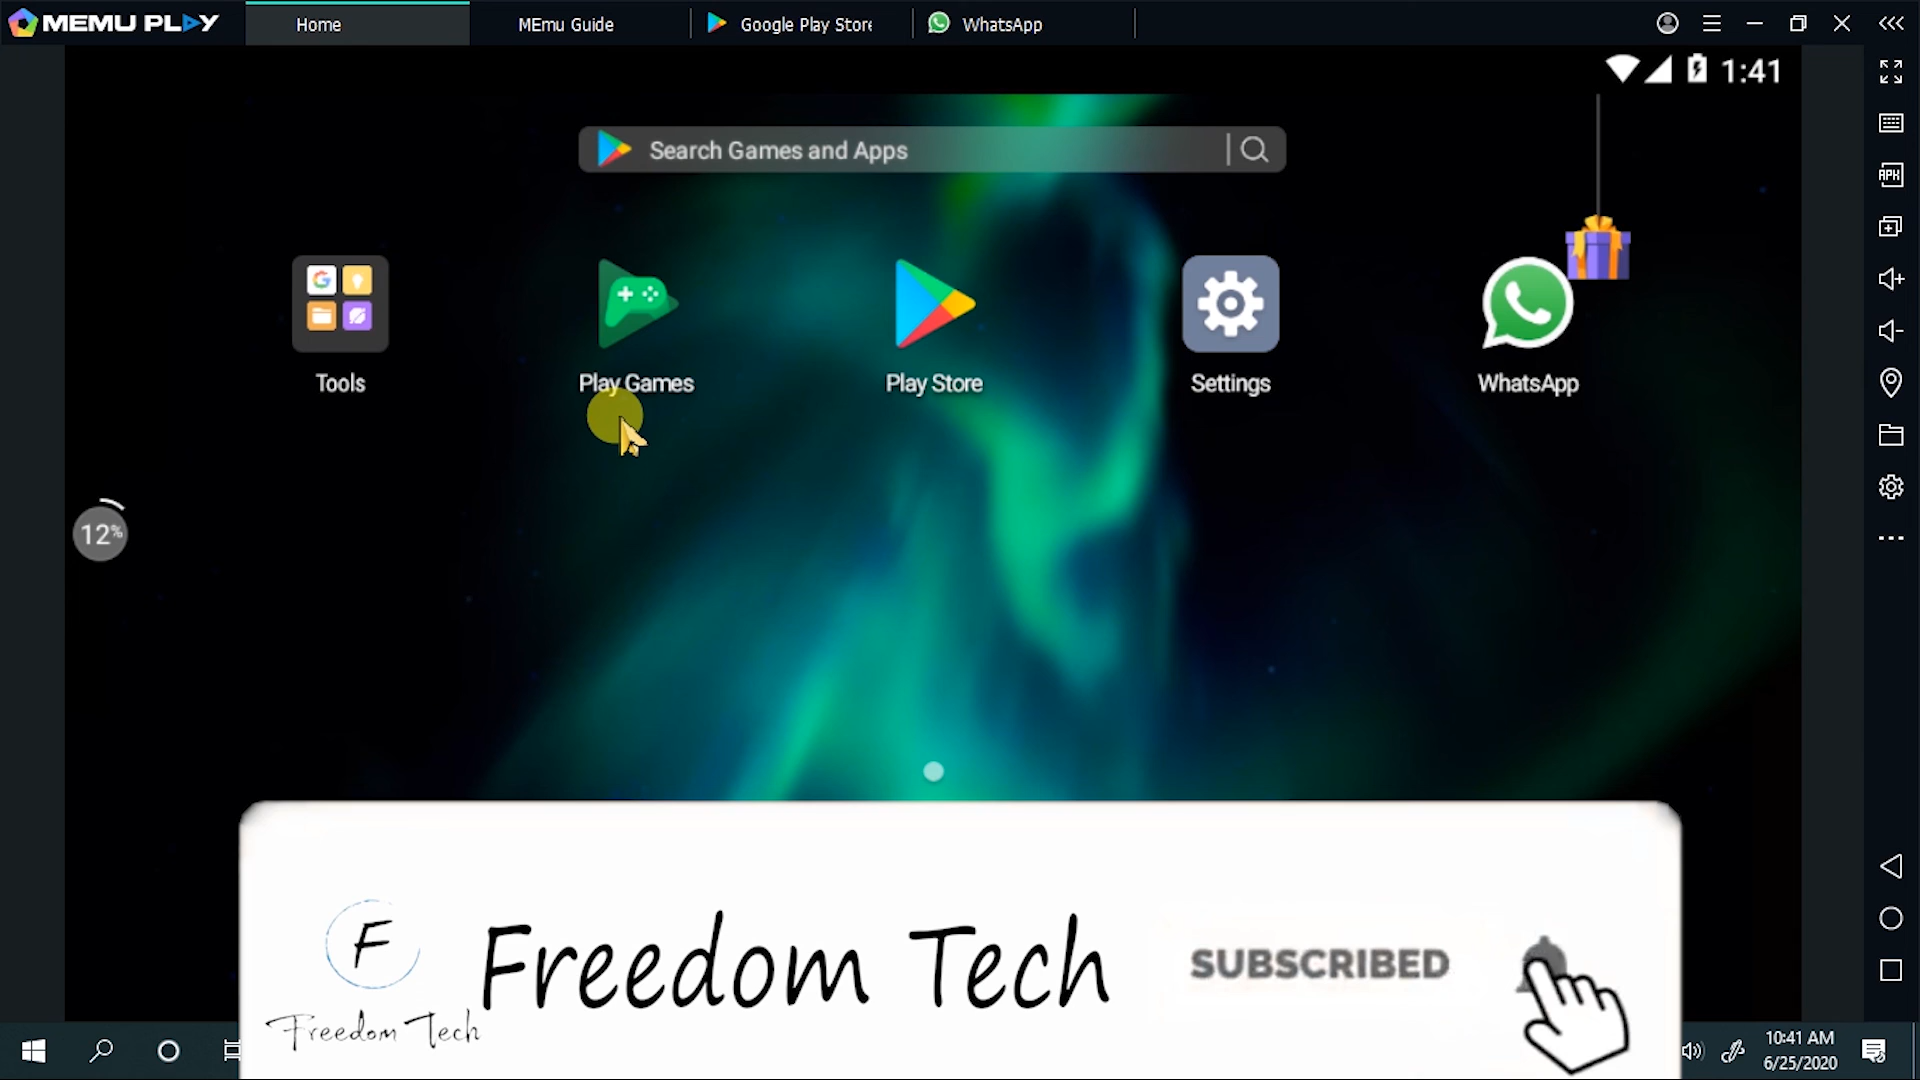 MEMU PLAY
Home
MEmu Guide
Google Play Store
WhatsApp
1:41
Search Games and Apps
APK
G
Tools
Play Games
Play Store
Settings
WhatsApp
12%
F
Freedom Tech
Freedom Tech
SUBSCRIBED
10:41 AM
6/25/2020